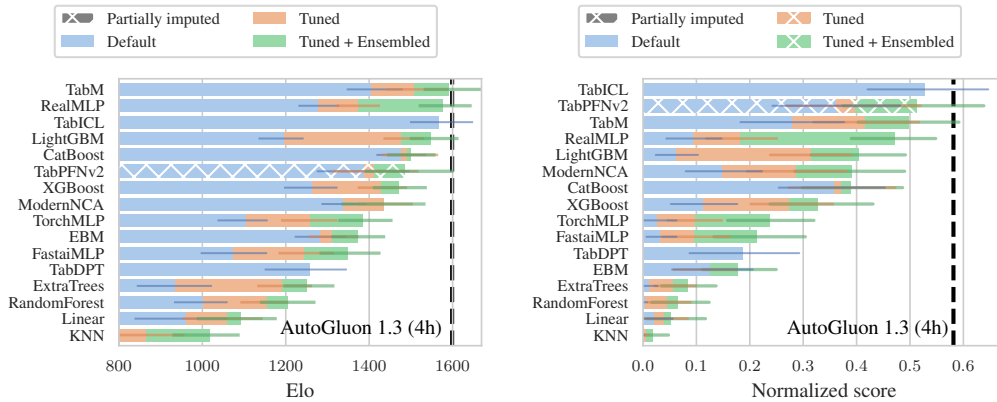 Partially imputed Tuned
Default Tuned + Ensembled
TabM
RealMLP
TabICL
LightGBM
CatBoost
TabPFNv2
XGBoost
ModernNCA
TorchMLP
EBM
FastaiMLP
TabDPT
ExtraTrees
RandomForest
Linear
KNN
AutoGluon 1.3 (4h)
800 1000 1200 1400 1600
Elo
Partially imputed Tuned
Default Tuned + Ensembled
TabICL
TabPFNv2
TabM
RealMLP
LightGBM
ModernNCA
CatBoost
XGBoost
TorchMLP
FastaiMLP
TabDPT
EBM
ExtraTrees
RandomForest
Linear
KNN
AutoGluon 1.3 (4h)
0.0 0.1 0.2 0.3 0.4 0.5 0.6
Normalized score